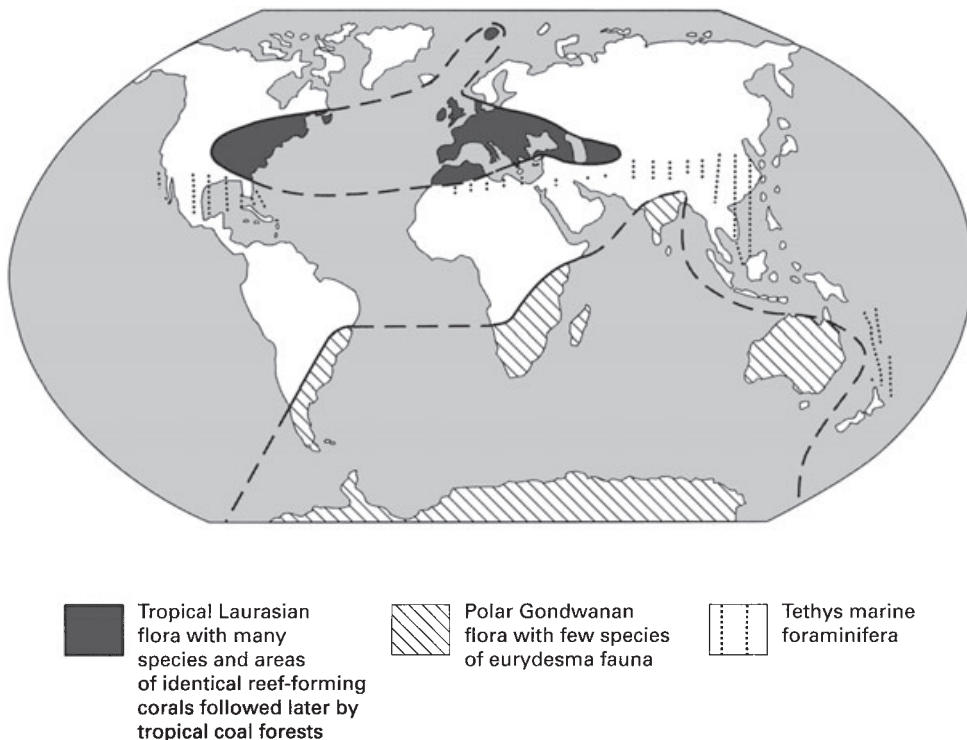 Tropical Laurasian
flora with many
species and areas
of identical reef-forming
corals followed later by
tropical coal forests
Polar Gondwanan
flora with few species
of eurydesma fauna
Tethys marine
foraminifera